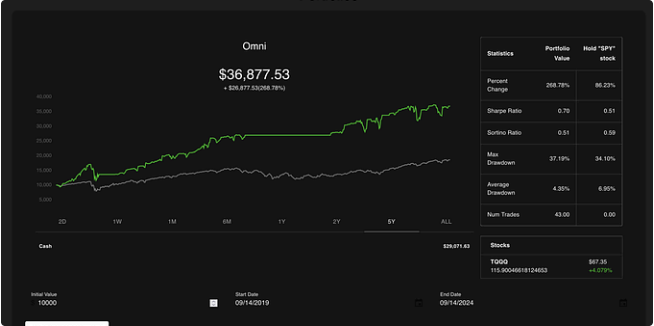 Omni
$36,877.53
+ $26,877.53(268.78%)
40,000
35,000
30,000
25,000
20,000
15,000
10,000
5,000
2D 1W 1M 6M 1Y 2Y 5Y ALL
Cash $29,071.63
Statistics Portfolio Value Hold "SPY" stock
Percent Change 268.78% 86.23%
Sharpe Ratio 0.70 0.51
Sortino Ratio 0.51 0.59
Max Drawdown 37.19% 34.10%
Average Drawdown 4.35% 6.95%
Num Trades 43.00 0.00
Stocks
TQQQ $67.35
115.90046618124653 +4.079%
Initial Value Start Date End Date
10000 09/14/2019 09/14/2024